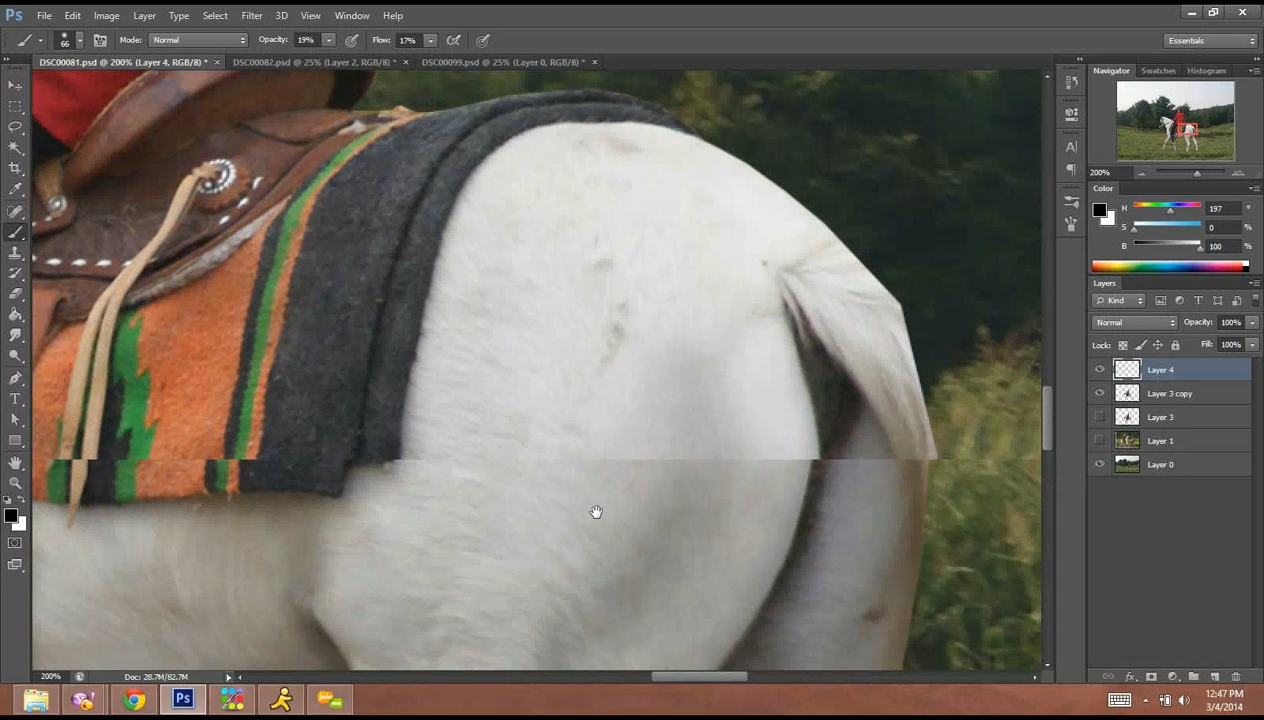 Ps File Edit Image Layer Type Select Filter 3D View Window Help
66 Mode: Normal Opacity: 19% Flow: 17% Essentials
DSC00081.psd @ 200% (Layer 4, RGB/8) * × DSC00082.psd @ 25% (Layer 2, RGB/8) * × DSC00099.psd @ 25% (Layer 0, RGB/8) * ×
Navigator Swatches Histogram
200%
Color
H 197 °
S 0 %
B 100 %
Layers
Kind
Normal Opacity: 100%
Lock: Fill: 100%
Layer 4
Layer 3 copy
Layer 3
Layer 1
Layer 0
200% Doc: 28.7M/82.7M
Ps
12:47 PM
3/4/2014